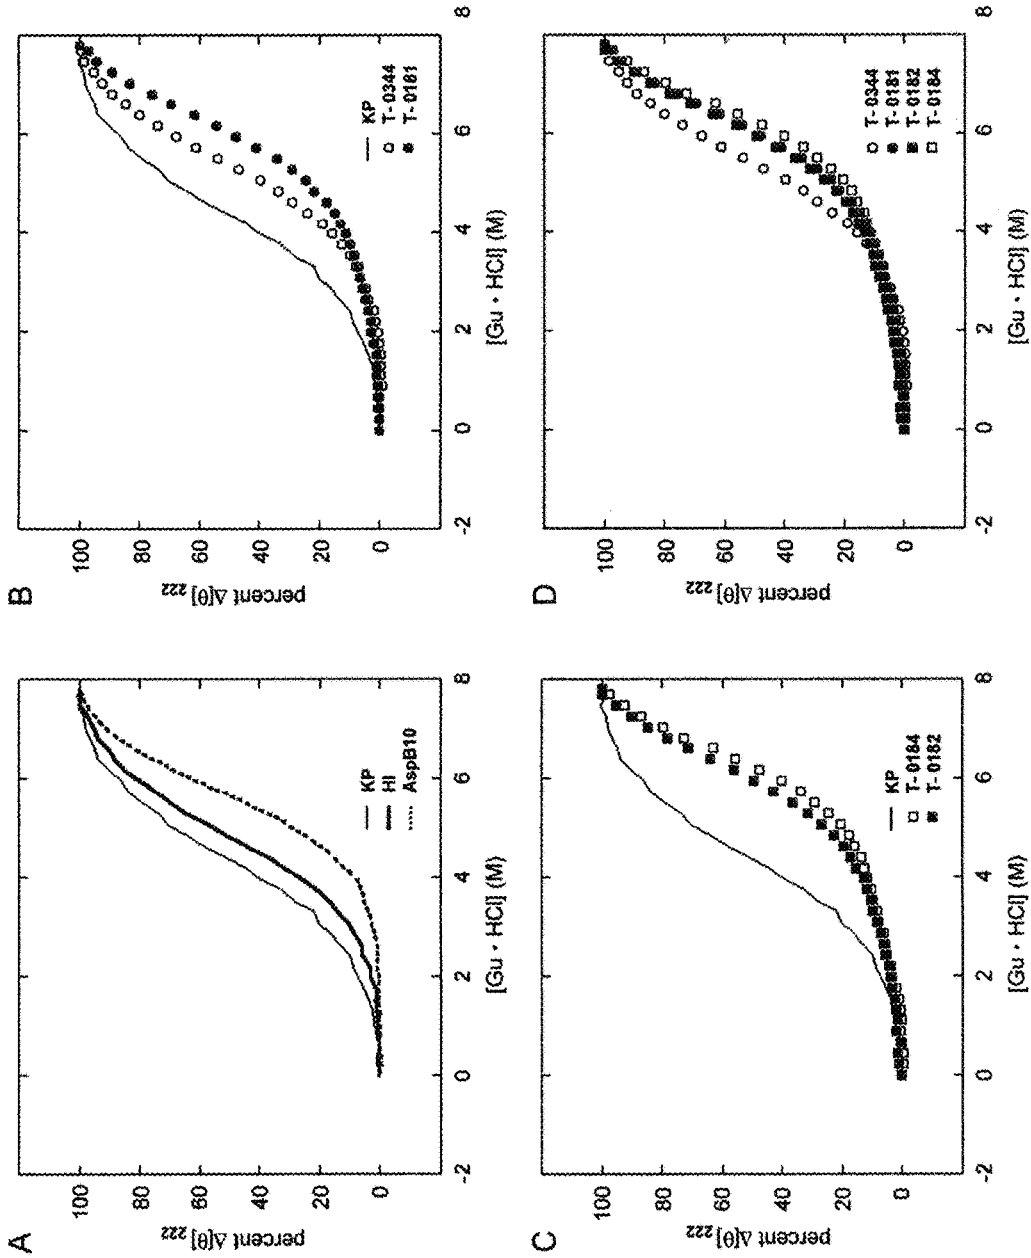 A
percent Δ[θ]222
100
80
60
40
20
0
-2
0
2
4
6
8
[Gu • HCl] (M)
KP
HI
AspB10
B
percent Δ[θ]222
100
80
60
40
20
0
-2
0
2
4
6
8
[Gu • HCl] (M)
KP
T-0344
T-0181
C
percent Δ[θ]222
100
80
60
40
20
0
-2
0
2
4
6
8
[Gu • HCl] (M)
KP
T-0184
T-0182
D
percent Δ[θ]222
100
80
60
40
20
0
-2
0
2
4
6
8
[Gu • HCl] (M)
T-0344
T-0181
T-0182
T-0184